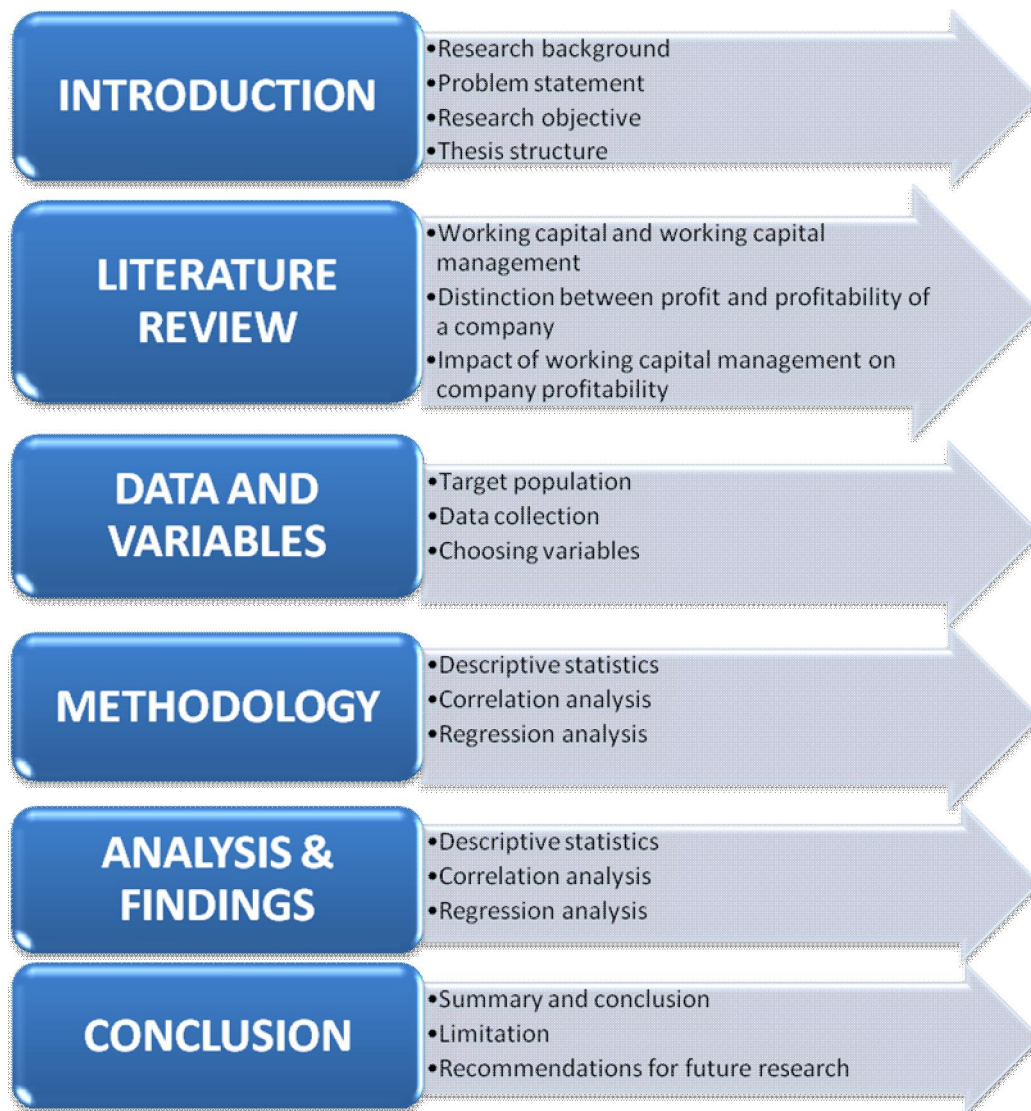 INTRODUCTION
•Research background
•Problem statement
•Research objective
•Thesis structure
LITERATURE
REVIEW
•Working capital and working capital
management
•Distinction between profit and profitability of
a company
•Impact of working capital management on
company profitability
DATA AND
VARIABLES
•Target population
•Data collection
•Choosing variables
METHODOLOGY
•Descriptive statistics
•Correlation analysis
•Regression analysis
ANALYSIS &
FINDINGS
•Descriptive statistics
•Correlation analysis
•Regression analysis
CONCLUSION
•Summary and conclusion
•Limitation
•Recommendations for future research